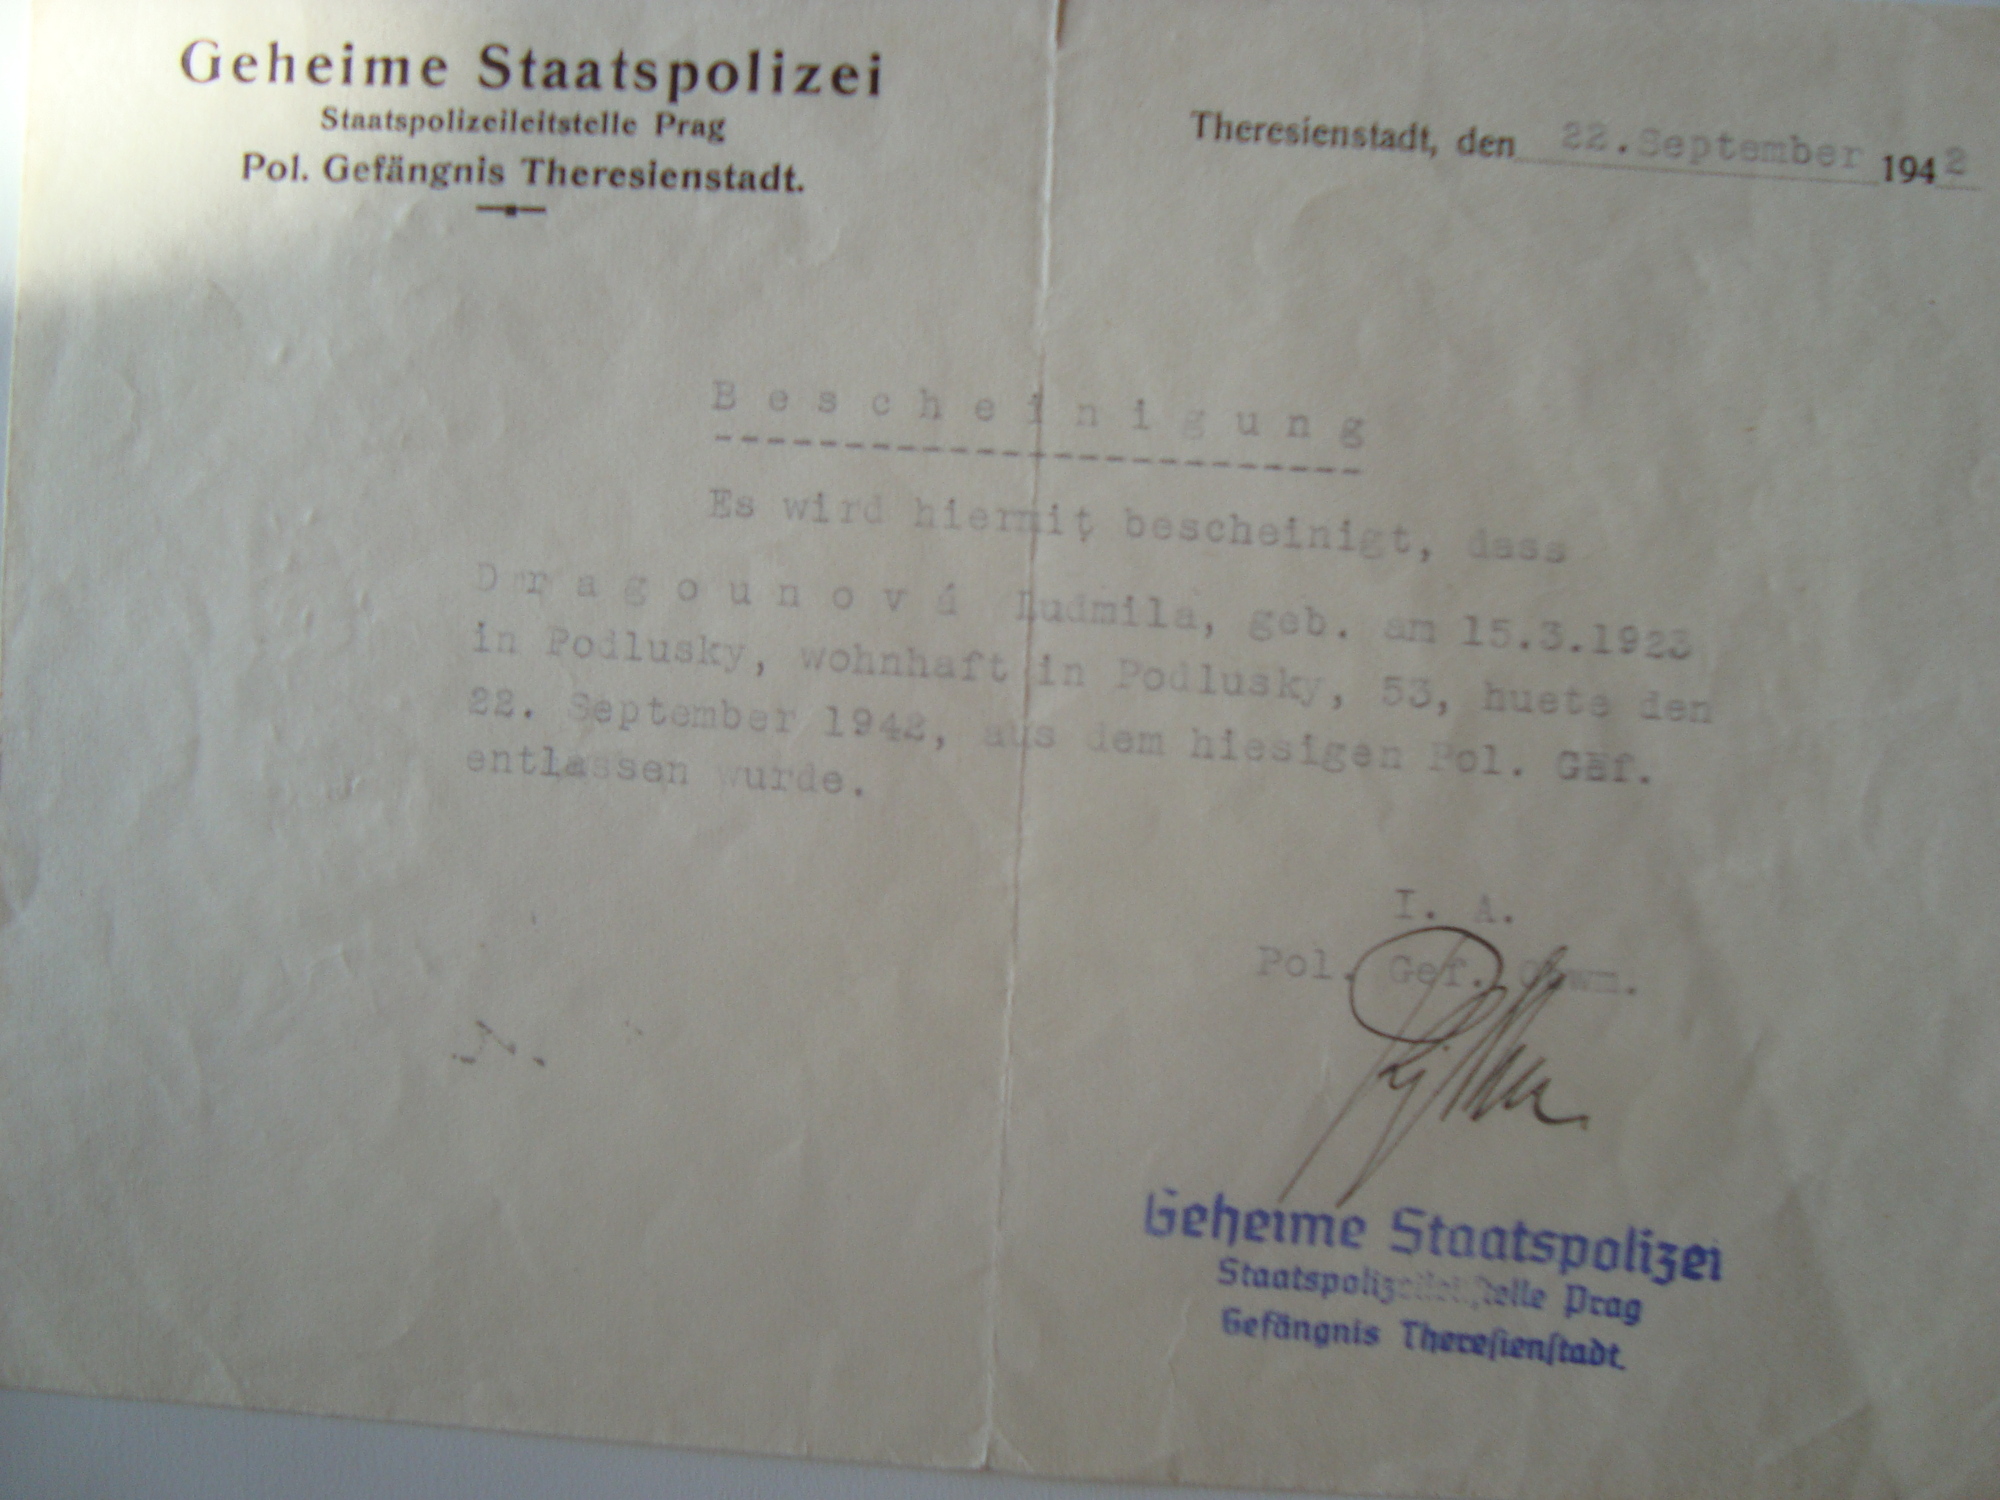 Geheime Staatspolizei
Staatspolizeileitstelle Prag
Pol. Gefängnis Theresienstadt.
Theresienstadt, den 22.September 1942
Bescheinigung
Es wird hiermit bescheinigt, dass
Dragounová Ludmila, geb. am 15.3.1923
in Podlusky, wohnhaft in Podlusky, 53, huete den
22. September 1942, aus dem hiesigen Pol. Gef.
entlassen wurde.
I. A.
Pol. Gef.
Geheime Staatspolizei
Staatspolizeileitstelle Prag
Gefängnis Theresienstadt.